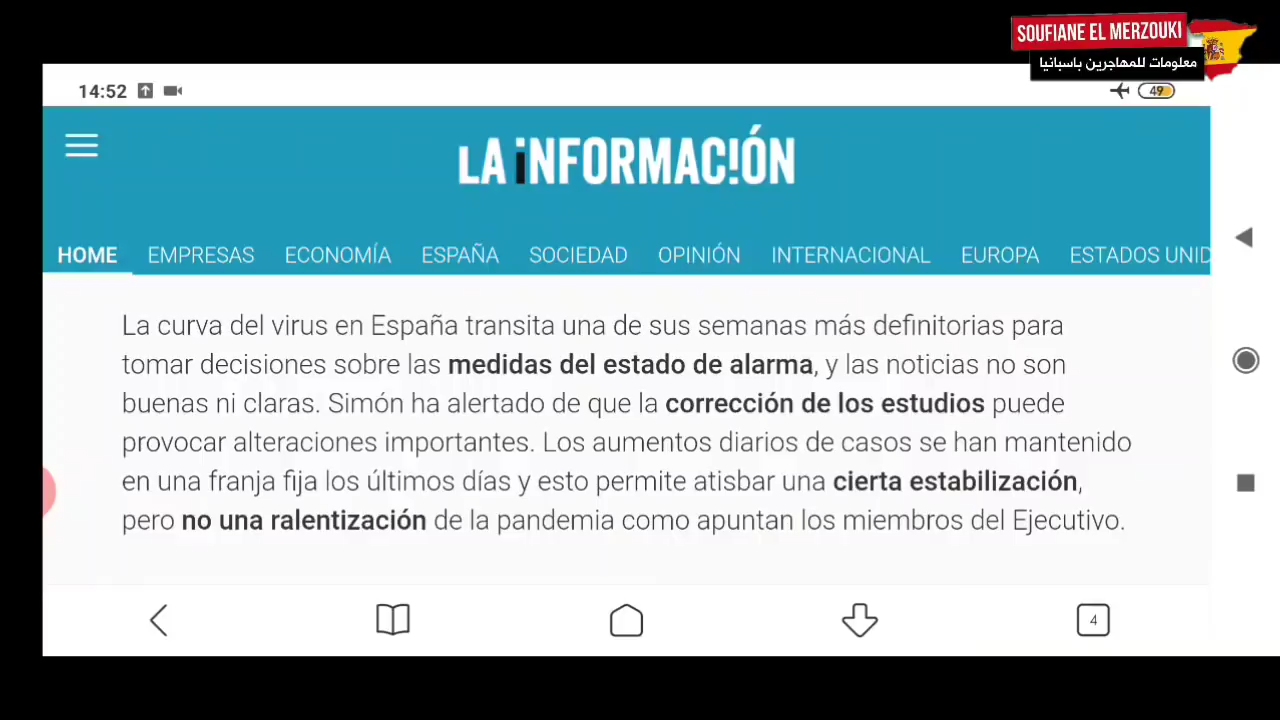 SOUFIANE EL MERZOUKI
معلومات للمهاجرين باسبانيا
14:52
49
LA iNFORMAC!ÓN
HOME EMPRESAS ECONOMÍA ESPAÑA SOCIEDAD OPINIÓN INTERNACIONAL EUROPA ESTADOS UNID
La curva del virus en España transita una de sus semanas más definitorias para
tomar decisiones sobre las medidas del estado de alarma, y las noticias no son
buenas ni claras. Simón ha alertado de que la corrección de los estudios puede
provocar alteraciones importantes. Los aumentos diarios de casos se han mantenido
en una franja fija los últimos días y esto permite atisbar una cierta estabilización,
pero no una ralentización de la pandemia como apuntan los miembros del Ejecutivo.
4